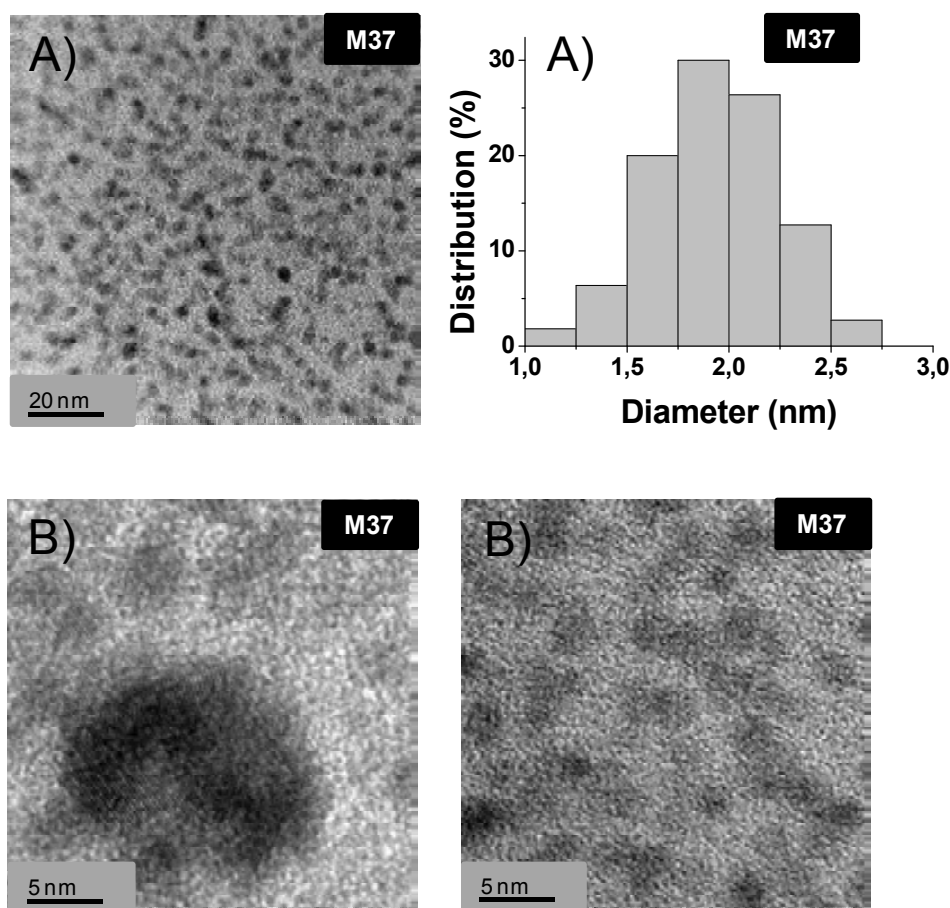 A)
M37
20 nm
A)
M37
Distribution (%)
30
20
10
0
1,0 1,5 2,0 2,5 3,0
Diameter (nm)
B)
M37
5 nm
B)
M37
5 nm